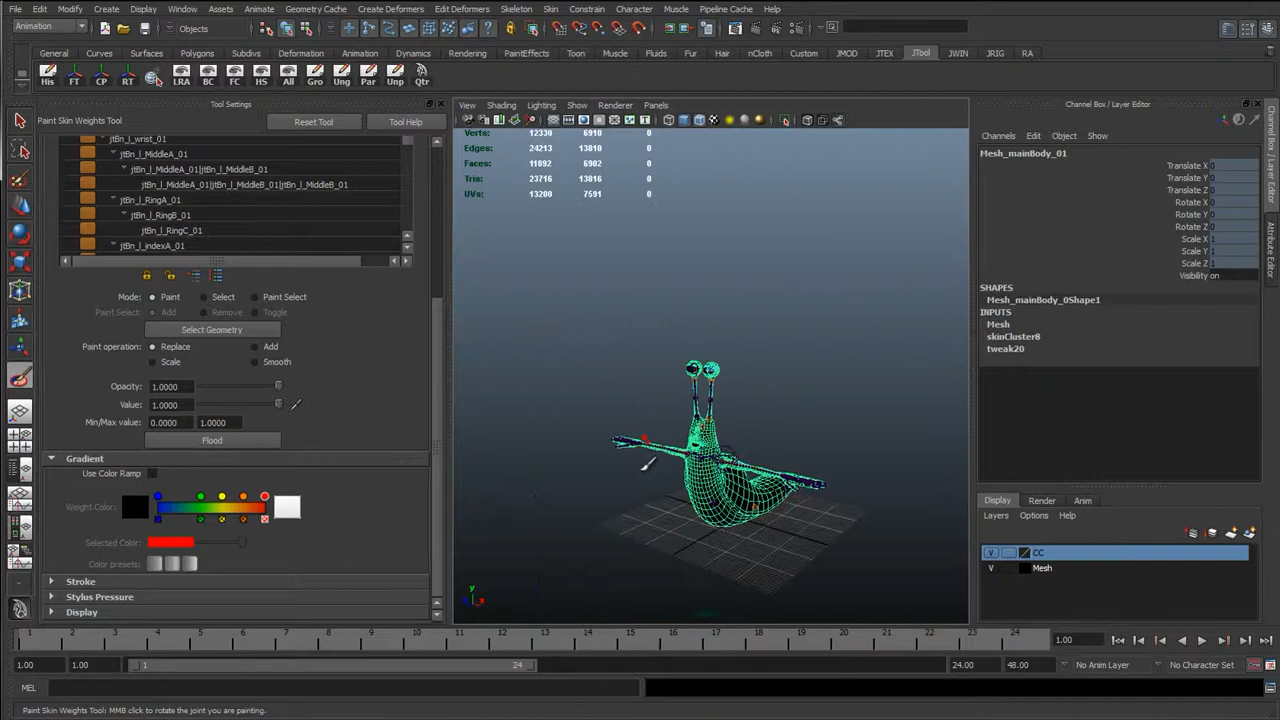 File Edit Modify Create Display Window Assets Animate Geometry Cache Create Deformers Edit Deformers Skeleton Skin Constrain Character Muscle Pipeline Cache Help
Animation
Objects
General Curves Surfaces Polygons Subdivs Deformation Animation Dynamics Rendering PaintEffects Toon Muscle Fluids Fur Hair nCloth Custom JMOD JTEX JTool JWIN JRIG RA
His FT CP RT LRA BC FC HS All Gro Ung Par Unp Qtr
Tool Settings
Paint Skin Weights Tool
Reset Tool
Tool Help
jtBn_l_wrist_01
jtBn_l_MiddleA_01
jtBn_l_MiddleA_01|jtBn_l_MiddleB_01
jtBn_l_MiddleA_01|jtBn_l_MiddleB_01|jtBn_l_MiddleB_01
jtBn_l_RingA_01
jtBn_l_RingB_01
jtBn_l_RingC_01
jtBn_l_indexA_01
Mode: Paint Select Paint Select
Paint Select: Add Remove Toggle
Select Geometry
Paint operation: Replace Add
Scale Smooth
Opacity: 1.0000
Value: 1.0000
Min/Max value: 0.0000 1.0000
Flood
Gradient
Use Color Ramp
Weight Color:
Selected Color:
Color presets:
Stroke
Stylus Pressure
Display
View Shading Lighting Show Renderer Panels
Verts: 12330 6910 0
Edges: 24213 13810 0
Faces: 11892 6902 0
Tris: 23716 13816 0
UVs: 13200 7591 0
y
x
Channel Box / Layer Editor
Channels Edit Object Show
Mesh_mainBody_01
Translate X 0
Translate Y 0
Translate Z 0
Rotate X 0
Rotate Y 0
Rotate Z 0
Scale X 1
Scale Y 1
Scale Z 1
Visibility on
SHAPES
Mesh_mainBody_0Shape1
INPUTS
Mesh
skinCluster8
tweak20
Display Render Anim
Layers Options Help
V CC
V Mesh
Channel Box / Layer Editor
Attribute Editor
1 2 3 4 5 6 7 8 9 10 11 12 13 14 15 16 17 18 19 20 21 22 23 24
1.00
1.00 1.00 1 24 24.00 48.00 No Anim Layer No Character Set
MEL
Paint Skin Weights Tool: MMB click to rotate the joint you are painting.